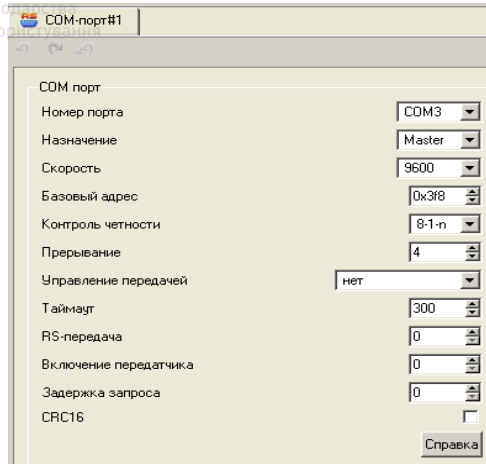 COM-порт#1
COM порт
Номер порта COM3
Назначение Master
Скорость 9600
Базовый адрес 0x3f8
Контроль четности 8-1-n
Прерывание 4
Управление передачей нет
Таймаут 300
RS-передача 0
Включение передатчика 0
Задержка запроса 0
CRC16
Справка